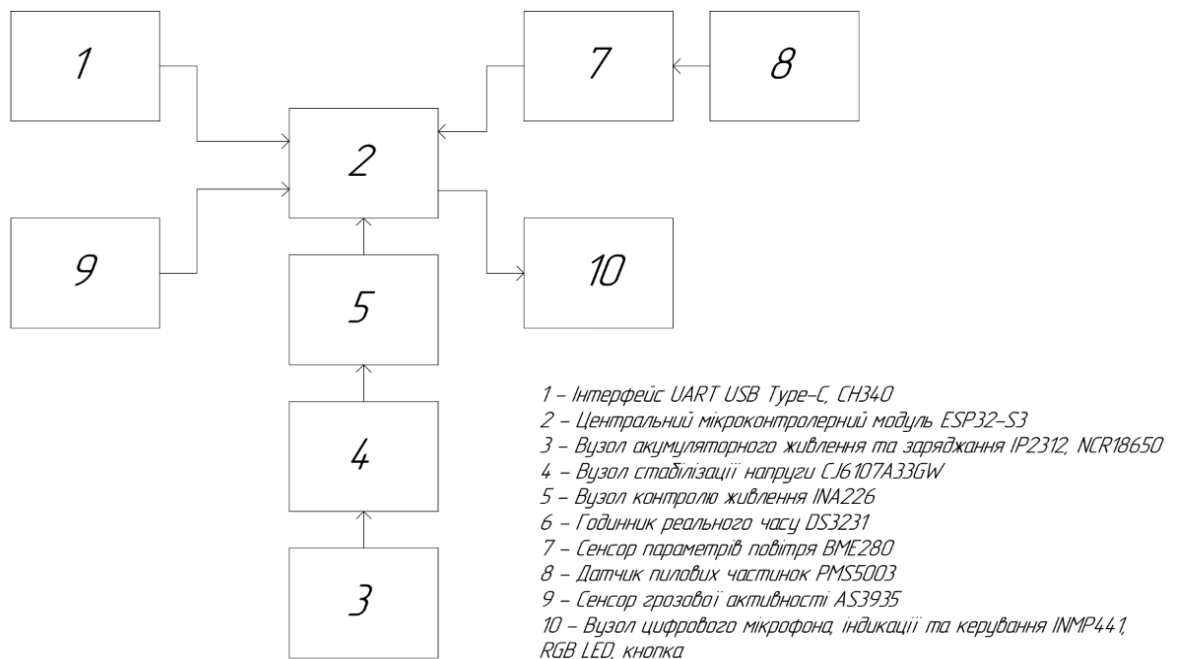 1
7
8
2
9
10
5
4
3
1 – Інтерфейс UART USB Type-C, CH340
2 – Центральний мікроконтролерний модуль ESP32-S3
3 – Вузол акумуляторного живлення та заряджання IP2312, NCR18650
4 – Вузол стабілізації напруги CJ6107A33GW
5 – Вузол контролю живлення INA226
6 – Годинник реального часу DS3231
7 – Сенсор параметрів повітря BME280
8 – Датчик пилових частинок PMS5003
9 – Сенсор грозової активності AS3935
10 – Вузол цифрового мікрофона, індикації та керування INMP441,
RGB LED, кнопка